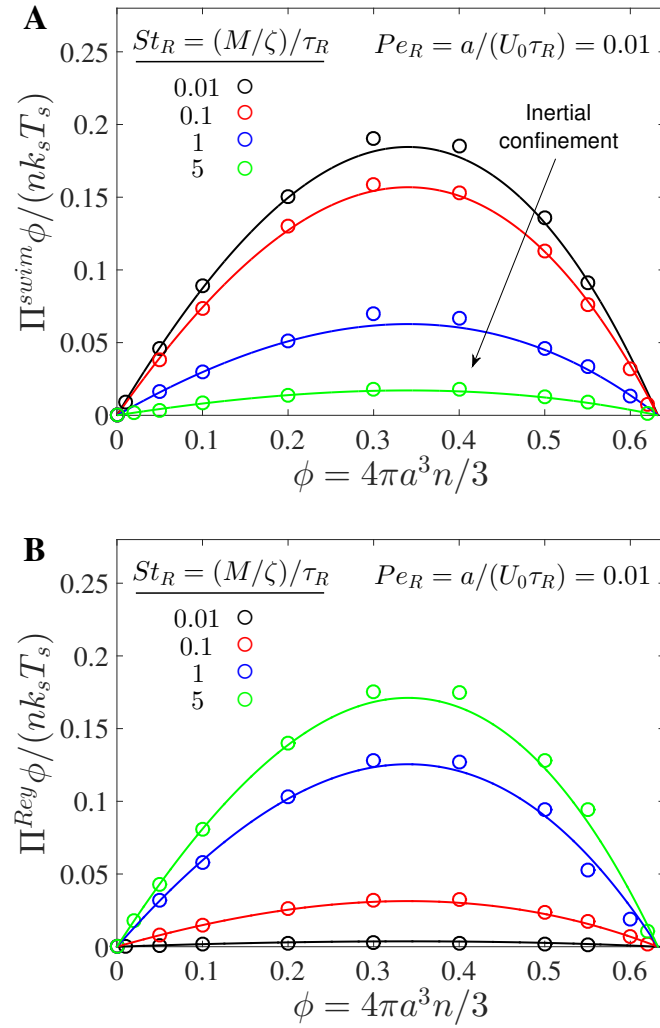 A
St_R = (M/ζ)/τ_R
Pe_R = a/(U_0τ_R) = 0.01
0.01
0.1
1
5
Inertial
confinement
Π^{swim}ϕ/(nk_sT_s)
0.25
0.2
0.15
0.1
0.05
0
0 0.1 0.2 0.3 0.4 0.5 0.6
ϕ = 4πa^3n/3
B
St_R = (M/ζ)/τ_R
Pe_R = a/(U_0τ_R) = 0.01
0.01
0.1
1
5
Π^{Rey}ϕ/(nk_sT_s)
0.25
0.2
0.15
0.1
0.05
0
0 0.1 0.2 0.3 0.4 0.5 0.6
ϕ = 4πa^3n/3